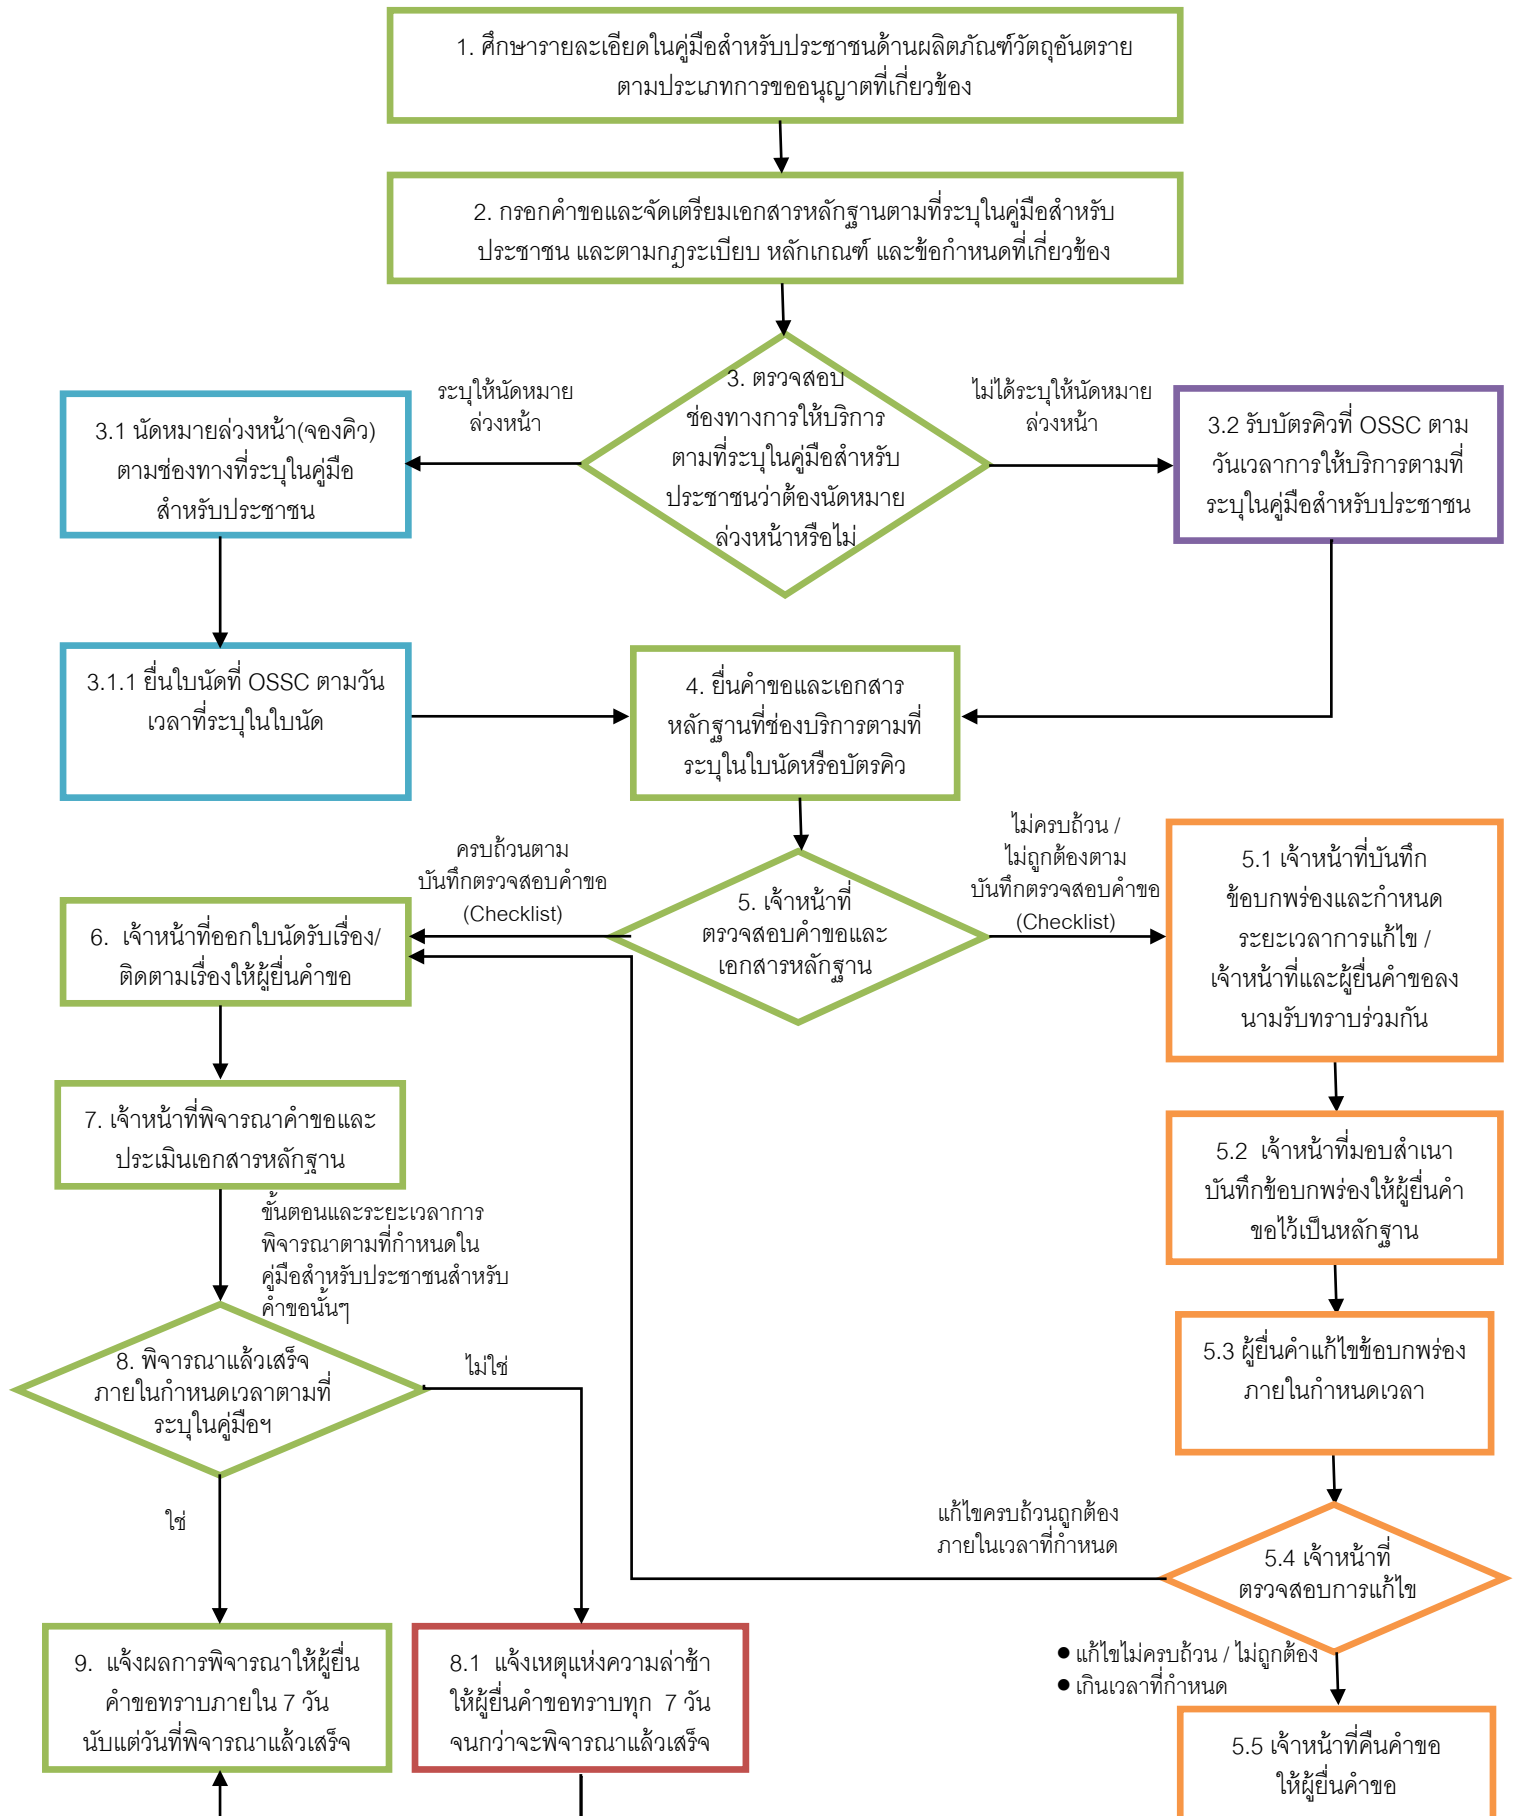 1. ศึกษารายละเอียดในคู่มือสำหรับประชาชนด้านผลิตภัณฑ์วัตถุอันตราย
ตามประเภทการขออนุญาตที่เกี่ยวข้อง
2. กรอกคำขอและจัดเตรียมเอกสารหลักฐานตามที่ระบุในคู่มือสำหรับ
ประชาชน และตามกฎระเบียบ หลักเกณฑ์ และข้อกำหนดที่เกี่ยวข้อง
3. ตรวจสอบ
ช่องทางการให้บริการ
ตามที่ระบุในคู่มือสำหรับ
ประชาชนว่าต้องนัดหมาย
ล่วงหน้าหรือไม่
ระบุให้นัดหมาย
ล่วงหน้า
ไม่ได้ระบุให้นัดหมาย
ล่วงหน้า
3.1 นัดหมายล่วงหน้า(จองคิว)
ตามช่องทางที่ระบุในคู่มือ
สำหรับประชาชน
3.2 รับบัตรคิวที่ OSSC ตาม
วันเวลาการให้บริการตามที่
ระบุในคู่มือสำหรับประชาชน
3.1.1 ยื่นใบนัดที่ OSSC ตามวัน
เวลาที่ระบุในใบนัด
4. ยื่นคำขอและเอกสาร
หลักฐานที่ช่องบริการตามที่
ระบุในใบนัดหรือบัตรคิว
ครบถ้วนตาม
บันทึกตรวจสอบคำขอ
(Checklist)
ไม่ครบถ้วน /
ไม่ถูกต้องตาม
บันทึกตรวจสอบคำขอ
(Checklist)
5. เจ้าหน้าที่
ตรวจสอบคำขอและ
เอกสารหลักฐาน
5.1 เจ้าหน้าที่บันทึก
ข้อบกพร่องและกำหนด
ระยะเวลาการแก้ไข /
เจ้าหน้าที่และผู้ยื่นคำขอลง
นามรับทราบร่วมกัน
6. เจ้าหน้าที่ออกใบนัดรับเรื่อง/
ติดตามเรื่องให้ผู้ยื่นคำขอ
7. เจ้าหน้าที่พิจารณาคำขอและ
ประเมินเอกสารหลักฐาน
5.2 เจ้าหน้าที่มอบสำเนา
บันทึกข้อบกพร่องให้ผู้ยื่นคำ
ขอไว้เป็นหลักฐาน
ขั้นตอนและระยะเวลาการ
พิจารณาตามที่กำหนดใน
คู่มือสำหรับประชาชนสำหรับ
คำขอนั้นๆ
8. พิจารณาแล้วเสร็จ
ภายในกำหนดเวลาตามที่
ระบุในคู่มือฯ
ไม่ใช่
5.3 ผู้ยื่นคำแก้ไขข้อบกพร่อง
ภายในกำหนดเวลา
ใช่
แก้ไขครบถ้วนถูกต้อง
ภายในเวลาที่กำหนด
5.4 เจ้าหน้าที่
ตรวจสอบการแก้ไข
9. แจ้งผลการพิจารณาให้ผู้ยื่น
คำขอทราบภายใน 7 วัน
นับแต่วันที่พิจารณาแล้วเสร็จ
8.1 แจ้งเหตุแห่งความล่าช้า
ให้ผู้ยื่นคำขอทราบทุก 7 วัน
จนกว่าจะพิจารณาแล้วเสร็จ
● แก้ไขไม่ครบถ้วน / ไม่ถูกต้อง
● เกินเวลาที่กำหนด
5.5 เจ้าหน้าที่คืนคำขอ
ให้ผู้ยื่นคำขอ